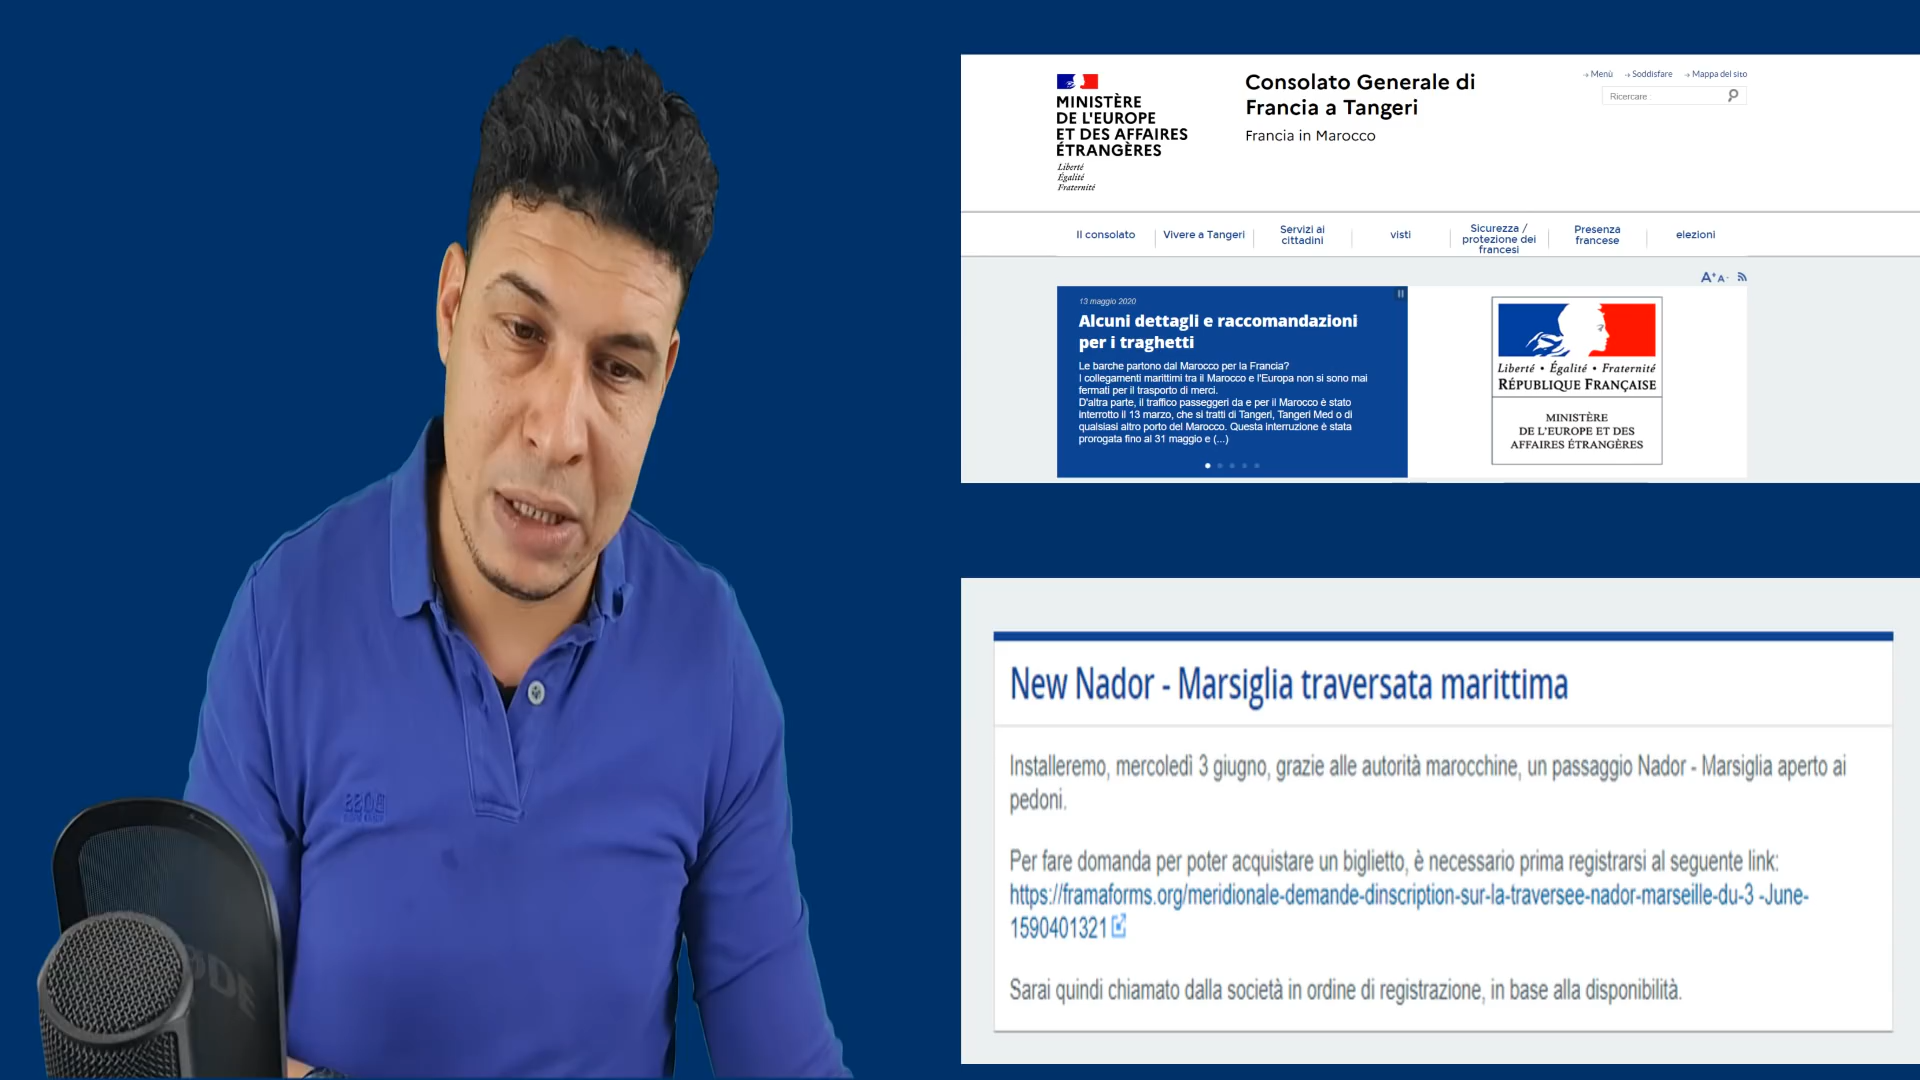 MINISTÈRE
DE L'EUROPE
ET DES AFFAIRES
ÉTRANGÈRES
Liberté
Égalité
Fraternité
Consolato Generale di
Francia a Tangeri
Francia in Marocco
Menù Soddisfare Mappa del sito
Ricercare
Il consolato
Vivere a Tangeri
Servizi ai
cittadini
visti
Sicurezza /
protezione dei
francesi
Presenza
francese
elezioni
A+ A-
13 maggio 2020
Alcuni dettagli e raccomandazioni
per i traghetti
Le barche partono dal Marocco per la Francia?
I collegamenti marittimi tra il Marocco e l'Europa non si sono mai
fermati per il trasporto di merci.
D'altra parte, il traffico passeggeri da e per il Marocco è stato
interrotto il 13 marzo, che si tratti di Tangeri, Tangeri Med o di
qualsiasi altro porto del Marocco. Questa interruzione è stata
prorogata fino al 31 maggio e (...)
Liberté • Égalité • Fraternité
RÉPUBLIQUE FRANÇAISE
MINISTÈRE
DE L'EUROPE ET DES
AFFAIRES ÉTRANGÈRES
New Nador - Marsiglia traversata marittima
Installeremo, mercoledì 3 giugno, grazie alle autorità marocchine, un passaggio Nador - Marsiglia aperto ai
pedoni.
Per fare domanda per poter acquistare un biglietto, è necessario prima registrarsi al seguente link:
https://framaforms.org/meridionale-demande-dinscription-sur-la-traversee-nador-marseille-du-3 -June-
1590401321
Sarai quindi chiamato dalla società in ordine di registrazione, in base alla disponibilità.